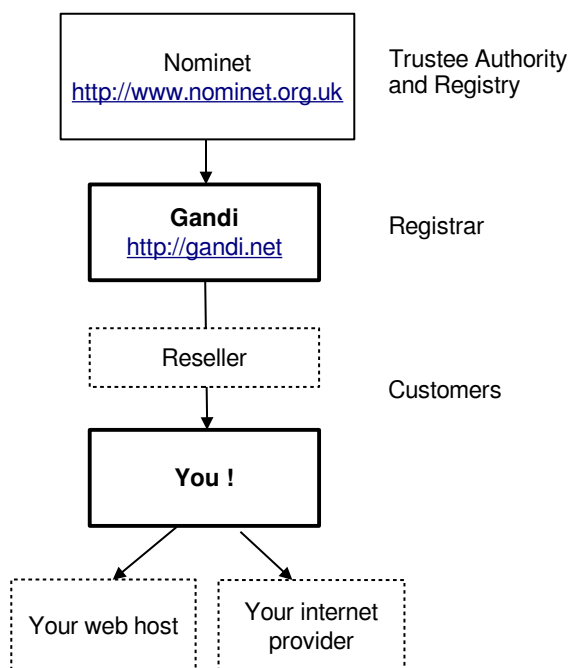 Nominet
http://www.nominet.org.uk
Trustee Authority
and Registry
Gandi
http://gandi.net
Registrar
Reseller
Customers
You !
Your web host
Your internet
provider